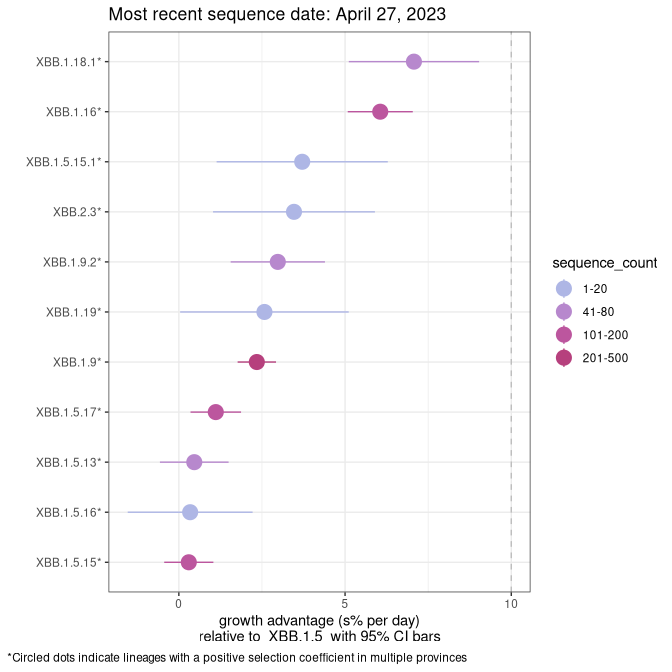 Most recent sequence date: April 27, 2023
XBB.1.18.1*
XBB.1.16*
XBB.1.5.15.1*
XBB.2.3*
XBB.1.9.2*
XBB.1.19*
XBB.1.9*
XBB.1.5.17*
XBB.1.5.13*
XBB.1.5.16*
XBB.1.5.15*
0 5 10
growth advantage (s% per day)
relative to XBB.1.5 with 95% CI bars
sequence_count
1-20
41-80
101-200
201-500
*Circled dots indicate lineages with a positive selection coefficient in multiple provinces